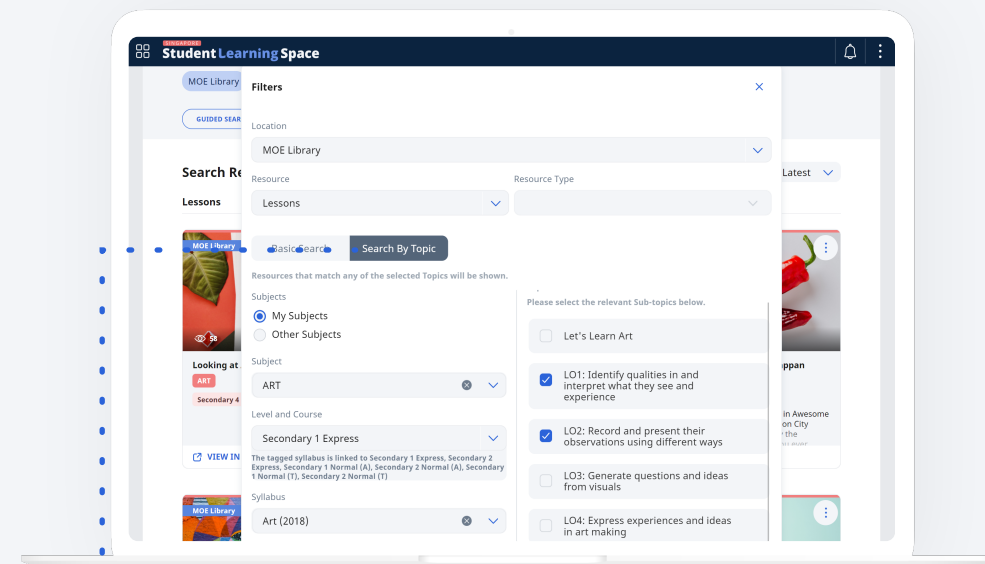 SINGAPORE
Student Learning Space
MOE Library
GUIDED SEAR
Search Re
Lessons
Latest
Filters
Location
MOE Library
Resource
Resource Type
Lessons
Basic Search
Search By Topic
Resources that match any of the selected Topics will be shown.
Subjects
My Subjects
Other Subjects
Subject
ART
Level and Course
Secondary 1 Express
The tagged syllabus is linked to Secondary 1 Express, Secondary 2
Express, Secondary 1 Normal (A), Secondary 2 Normal (A), Secondary
1 Normal (T), Secondary 2 Normal (T)
Syllabus
Art (2018)
Please select the relevant Sub-topics below.
Let's Learn Art
LO1: Identify qualities in and
interpret what they see and
experience
LO2: Record and present their
observations using different ways
LO3: Generate questions and ideas
from visuals
LO4: Express experiences and ideas
in art making
MOE Library
58
Looking at
ART
Secondary 4
VIEW IN
MOE Library
ppan
in Awesome
on City
the